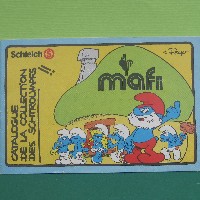 Schleich S
© Peyo
mafi
CATALOGUE
DE LA COLLECTION
DES SCHTROUMPFS